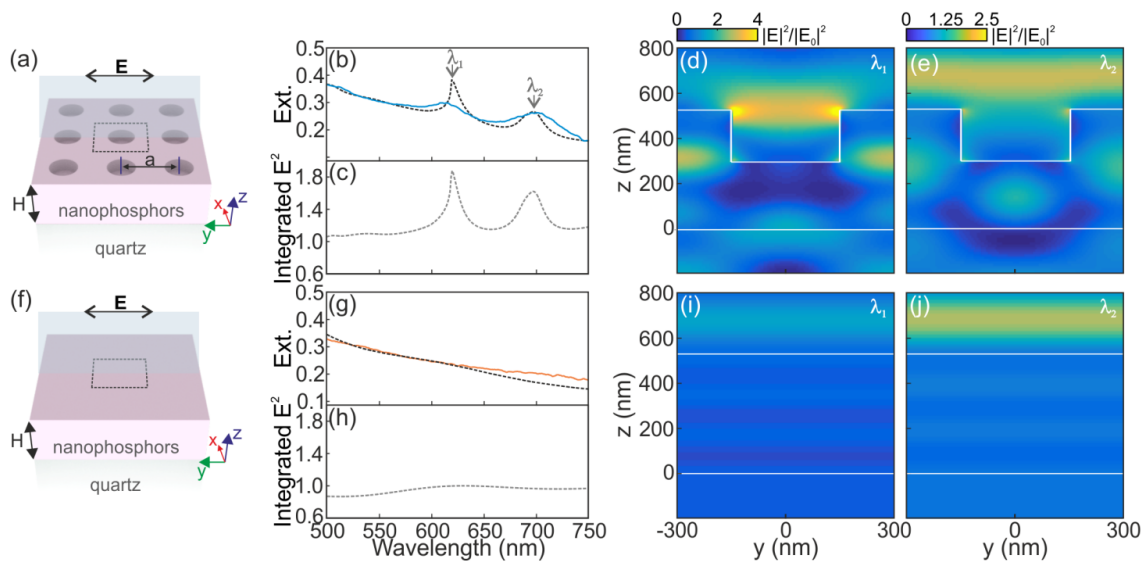 (a)
E
a
H
nanophosphors
quartz
x
z
y
(b)
Ext.
0.5
0.4
0.3
0.2
λ1
λ2
(c)
Integrated E²
1.8
1.4
1.0
0.6
0 2 4
|E|²/|E₀|²
0 1.25 2.5
|E|²/|E₀|²
(d)
λ1
(e)
λ2
z (nm)
800
600
400
200
0
(f)
E
H
nanophosphors
quartz
x
z
y
(g)
Ext.
0.5
0.4
0.3
0.2
0.1
(h)
Integrated E²
1.8
1.4
1.0
0.6
500 550 600 650 700 750
Wavelength (nm)
(i)
λ1
(j)
λ2
z (nm)
800
600
400
200
0
-300 0 300
y (nm)
0 300
y (nm)